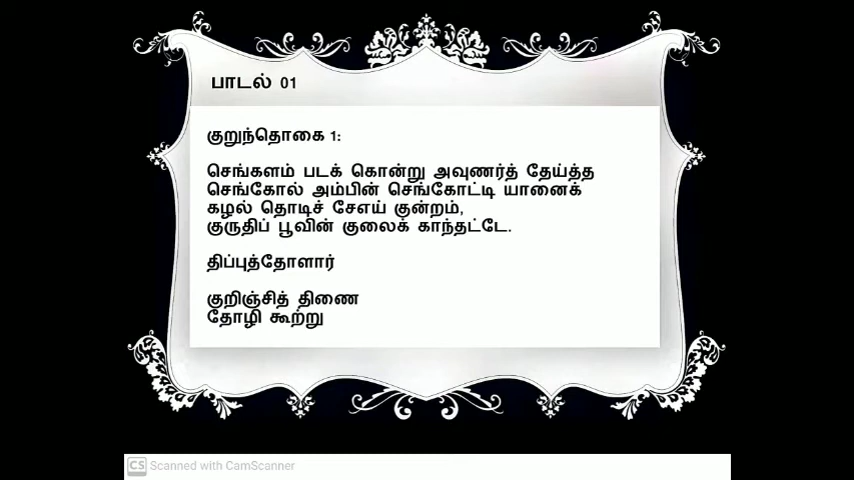 பாடல் 01
குறுந்தொகை 1:
செங்களம் படக் கொன்று அவுணர்த் தேய்த்த
செங்கோல் அம்பின் செங்கோட்டி யானைக்
கழல் தொடிச் சேஎய் குன்றம்,
குருதிப் பூவின் குலைக் காந்தட்டே.
திப்புத்தோளார்
குறிஞ்சித் திணை
தோழி கூற்று
CS Scanned with CamScanner